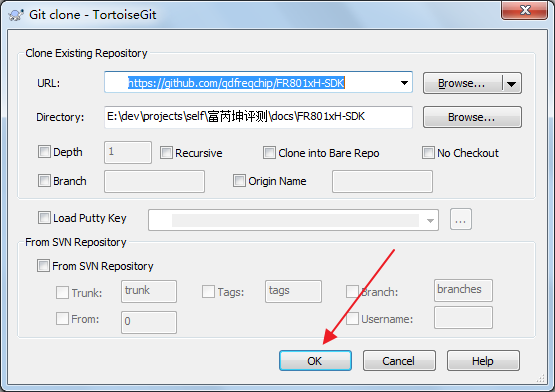 Git clone - TortoiseGit
Clone Existing Repository
URL: https://github.com/qdfreqchip/FR801xH-SDK Browse...
Directory: E:\dev\projects\self\富芮坤评测\docs\FR801xH-SDK Browse...
Depth 1 Recursive Clone into Bare Repo No Checkout
Branch Origin Name
Load Putty Key ...
From SVN Repository
From SVN Repository
Trunk: trunk Tags: tags Branch: branches
From: 0 Username:
OK Cancel Help